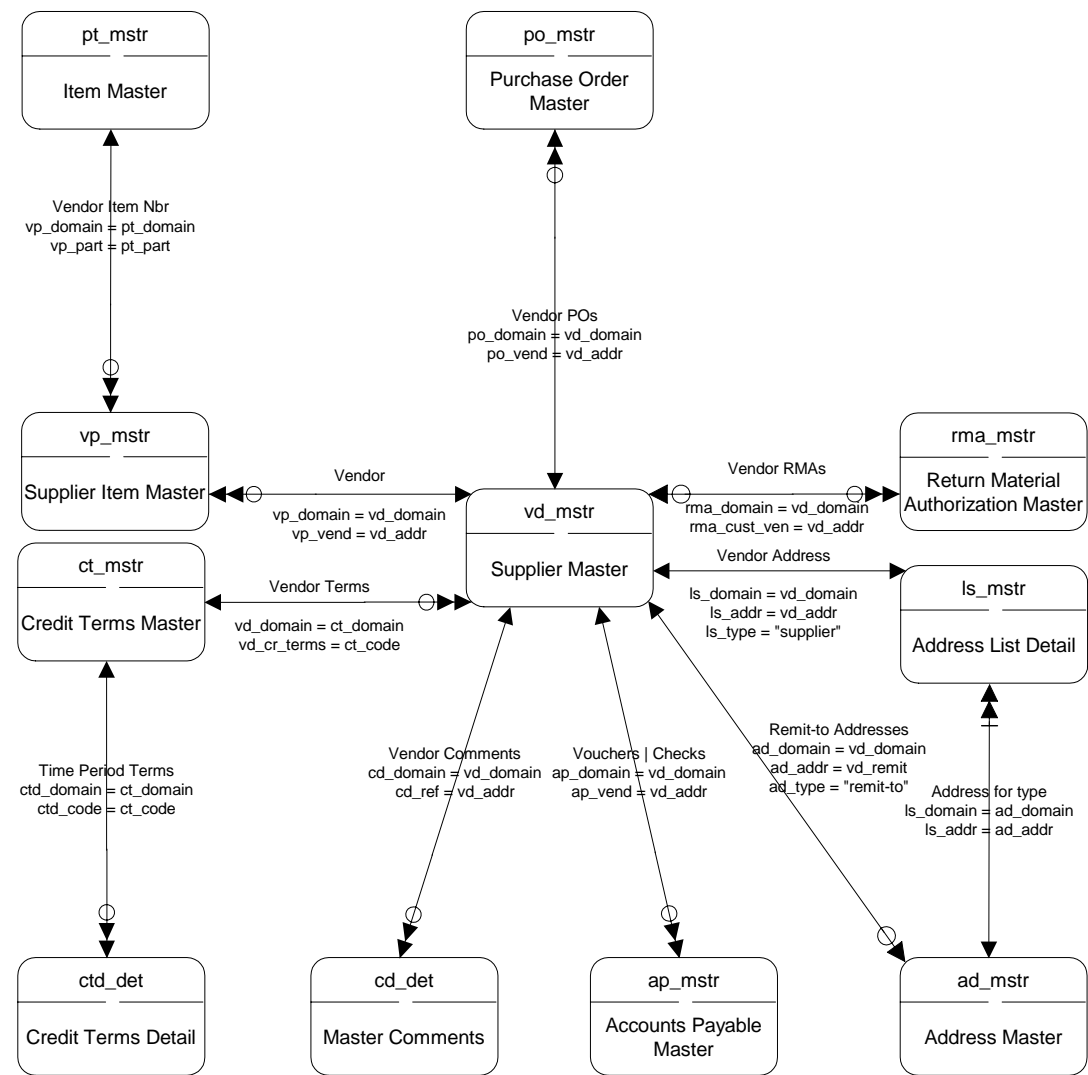 pt_mstr
Item Master
po_mstr
Purchase Order
Master
Vendor Item Nbr
vp_domain = pt_domain
vp_part = pt_part
Vendor POs
po_domain = vd_domain
po_vend = vd_addr
vp_mstr
Supplier Item Master
Vendor
vp_domain = vd_domain
vp_vend = vd_addr
vd_mstr
Supplier Master
Vendor RMAs
rma_domain = vd_domain
rma_cust_ven = vd_addr
rma_mstr
Return Material
Authorization Master
ct_mstr
Credit Terms Master
Vendor Terms
vd_domain = ct_domain
vd_cr_terms = ct_code
Vendor Address
ls_domain = vd_domain
ls_addr = vd_addr
ls_type = "supplier"
ls_mstr
Address List Detail
Time Period Terms
ctd_domain = ct_domain
ctd_code = ct_code
Vendor Comments
cd_domain = vd_domain
cd_ref = vd_addr
Vouchers | Checks
ap_domain = vd_domain
ap_vend = vd_addr
Remit-to Addresses
ad_domain = vd_domain
ad_addr = vd_remit
ad_type = "remit-to"
Address for type
ls_domain = ad_domain
ls_addr = ad_addr
ctd_det
Credit Terms Detail
cd_det
Master Comments
ap_mstr
Accounts Payable
Master
ad_mstr
Address Master